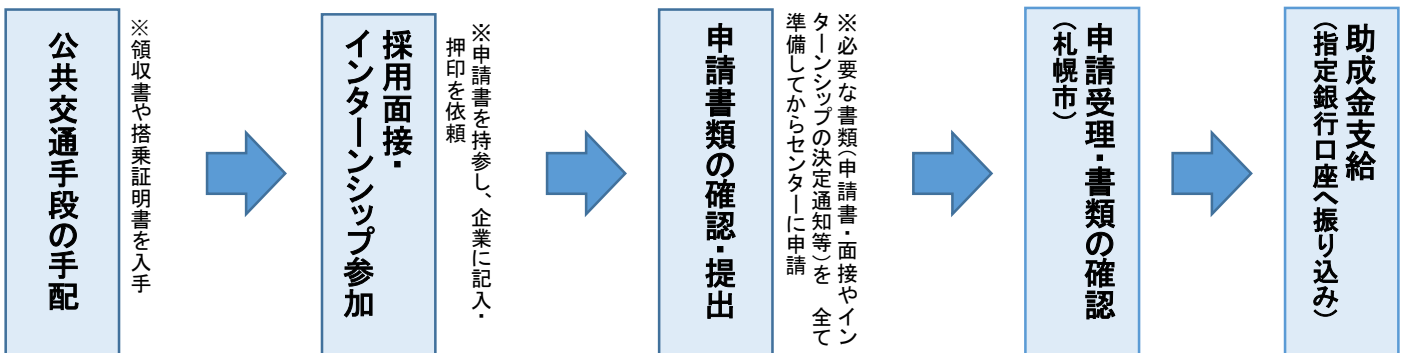 公共交通手段の手配
※領収書や搭乗証明書を入手
採用面接・
インターンシップ参加
※申請書を持参し、企業に記入・
押印を依頼
申請書類の確認・提出
※必要な書類（申請書・面接やイン
ターンシップの決定通知等）を 全て
準備してからセンターに申請
申請受理・書類の確認
（札幌市）
助成金支給
（指定銀行口座へ振り込み）